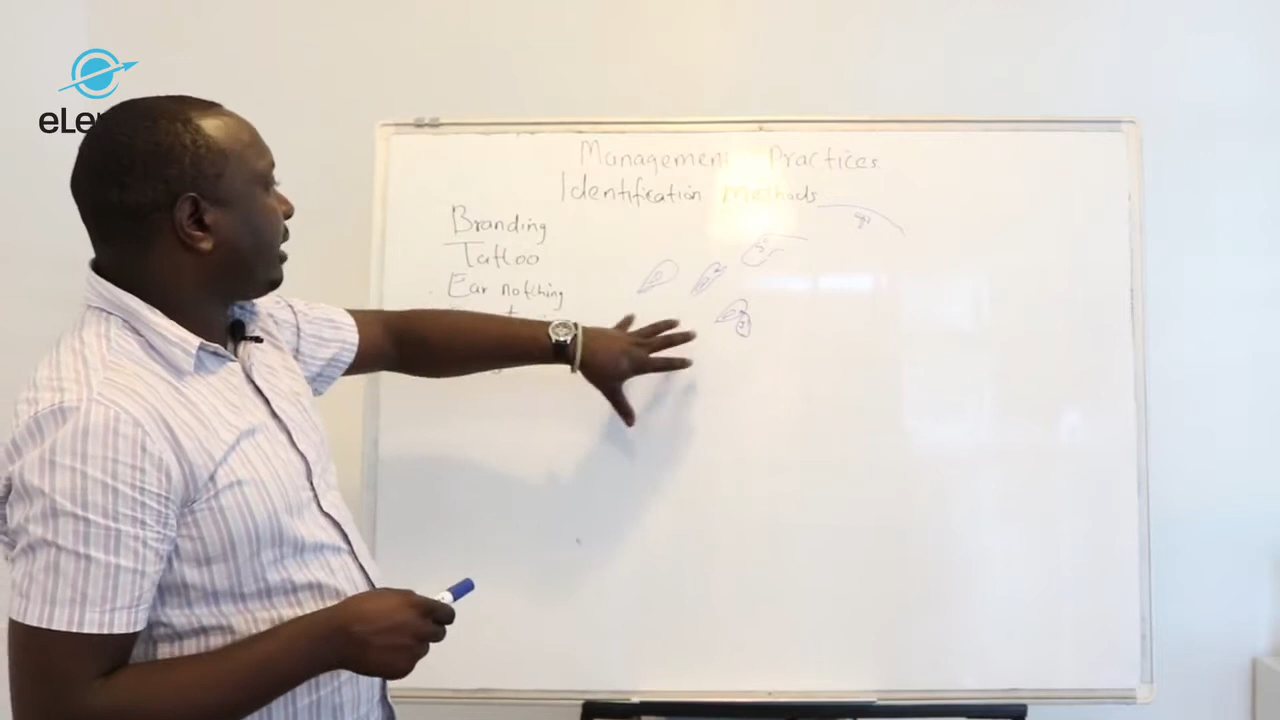 Management Practices
Identification Methods
Branding
Tattoo
Ear notching